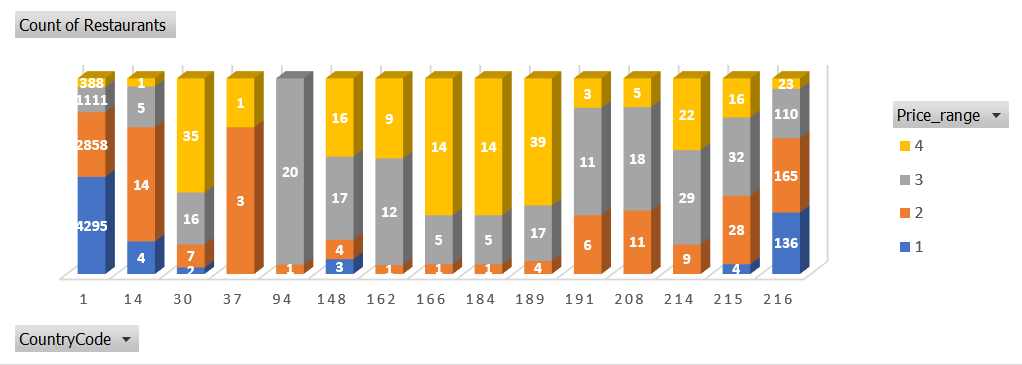 Count of Restaurants
388 1 35 1 20 16 9 14 14 39 3 5 22 16 23
1111 5 16 3 1 17 12 5 5 17 11 18 29 32 110
2858 14 7 4 1 1 1 4 6 11 9 28 165
4295 4 2 3 4 136
1 14 30 37 94 148 162 166 184 189 191 208 214 215 216
Price_range
4
3
2
1
CountryCode